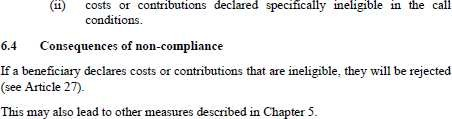 (ii) costs or contributions declared specifically ineligible in the call
conditions.
6.4 Consequences of non-compliance
If a beneficiary declares costs or contributions that are ineligible, they will be rejected
(see Article 27).
This may also lead to other measures described in Chapter 5.